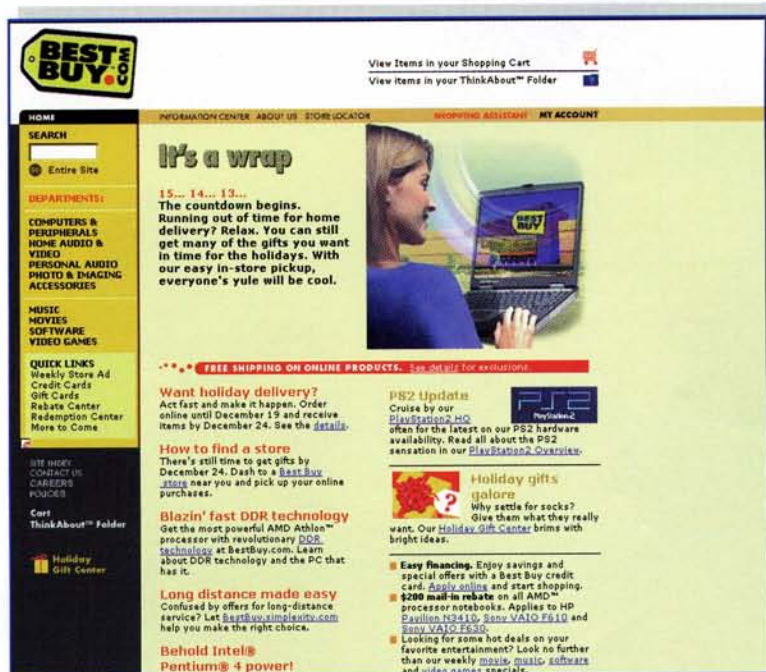 BEST
BUY.COM
View Items in your Shopping Cart
View items in your ThinkAbout™ Folder
HOME
INFORMATION CENTER ABOUT US STORE LOCATOR
SHOPPING ASSISTANT MY ACCOUNT
SEARCH
Entire Site
DEPARTMENTS:
COMPUTERS &
PERIPHERALS
HOME AUDIO &
VIDEO
PERSONAL AUDIO
PHOTO & IMAGING
ACCESSORIES
MUSIC
MOVIES
SOFTWARE
VIDEO GAMES
QUICK LINKS
Weekly Store Ad
Credit Cards
Gift Cards
Rebate Center
Redemption Center
More to Come
SITE INDEX
CONTACT US
CAREERS
POLICIES
Cart
ThinkAbout™ Folder
Holiday
Gift Center
It's a wrap
15... 14... 13...
The countdown begins.
Running out of time for home
delivery? Relax. You can still
get many of the gifts you want
in time for the holidays. With
our easy in-store pickup,
everyone's yule will be cool.
BEST
BUY
FREE SHIPPING ON ONLINE PRODUCTS. See details for exclusions.
Want holiday delivery?
Act fast and make it happen. Order
online until December 19 and receive
items by December 24. See the details.
How to find a store
There's still time to get gifts by
December 24. Dash to a Best Buy
store near you and pick up your online
purchases.
Blazin' fast DDR technology
Get the most powerful AMD Athlon™
processor with revolutionary DDR
technology at BestBuy.com. Learn
about DDR technology and the PC that
has it.
Long distance made easy
Confused by offers for long-distance
service? Let BestBuy.simplexity.com
help you make the right choice.
Behold Intel®
Pentium® 4 power!
PS2 Update
Cruise by our
PlayStation2 HQ
often for the latest on our PS2 hardware
availability. Read all about the PS2
sensation in our PlayStation2 Overview.
PS2
PlayStation2
?
Holiday gifts
galore
Why settle for socks?
Give them what they really
want. Our Holiday Gift Center brims with
bright ideas.
Easy financing. Enjoy savings and
special offers with a Best Buy credit
card. Apply online and start shopping.
$200 mail-in rebate on all AMD™
processor notebooks. Applies to HP
Pavilion N3410, Sony VAIO F610 and
Sony VAIO F630.
Looking for some hot deals on your
favorite entertainment? Look no further
than our weekly movie, music, software
and video games specials.